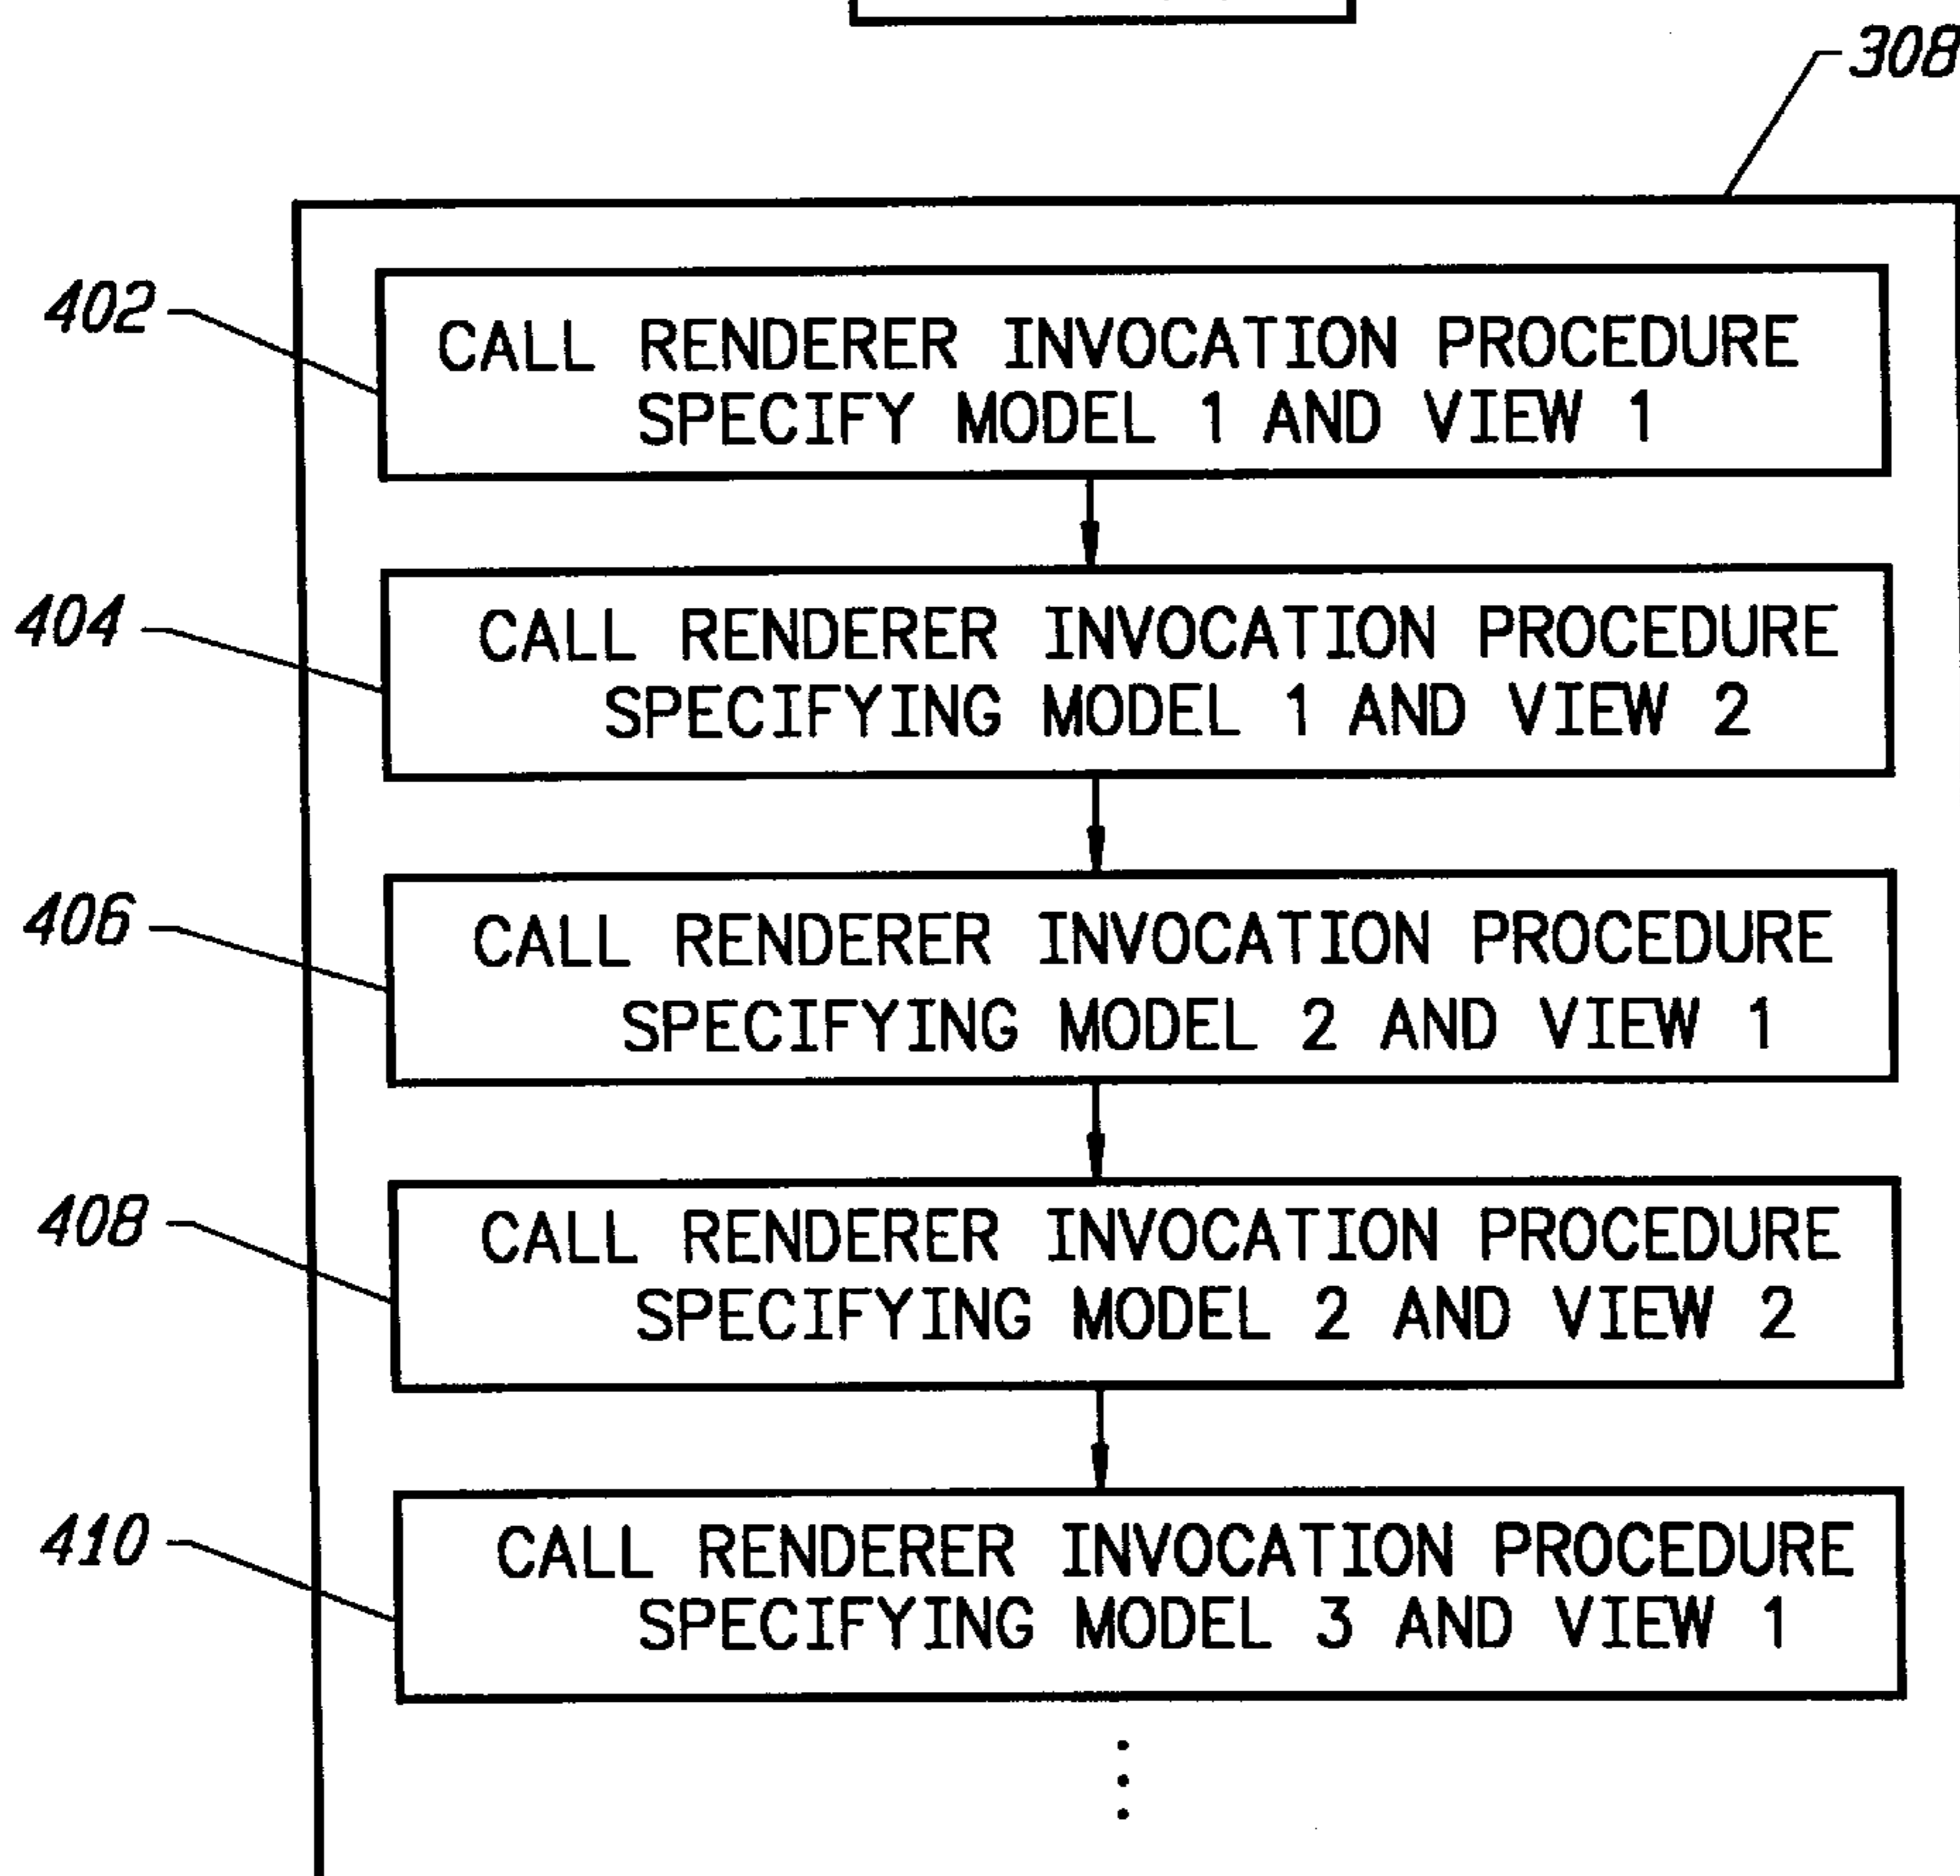 308
402
CALL RENDERER INVOCATION PROCEDURE
SPECIFY MODEL 1 AND VIEW 1
404
CALL RENDERER INVOCATION PROCEDURE
SPECIFYING MODEL 1 AND VIEW 2
406
CALL RENDERER INVOCATION PROCEDURE
SPECIFYING MODEL 2 AND VIEW 1
408
CALL RENDERER INVOCATION PROCEDURE
SPECIFYING MODEL 2 AND VIEW 2
410
CALL RENDERER INVOCATION PROCEDURE
SPECIFYING MODEL 3 AND VIEW 1